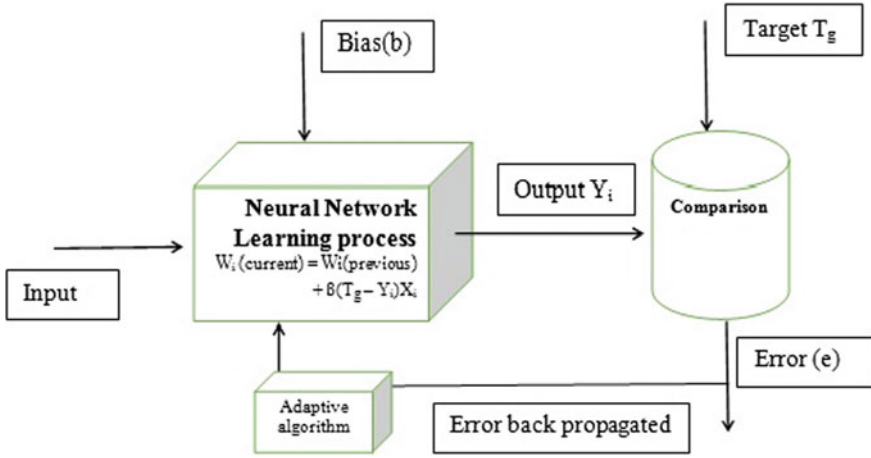 Bias(b)
Target Tg
Output Yi
Neural Network
Learning process
Wi (current) = Wi(previous)
+ β(Tg – Yi)Xi
Comparison
Input
Error (e)
Adaptive
algorithm
Error back propagated